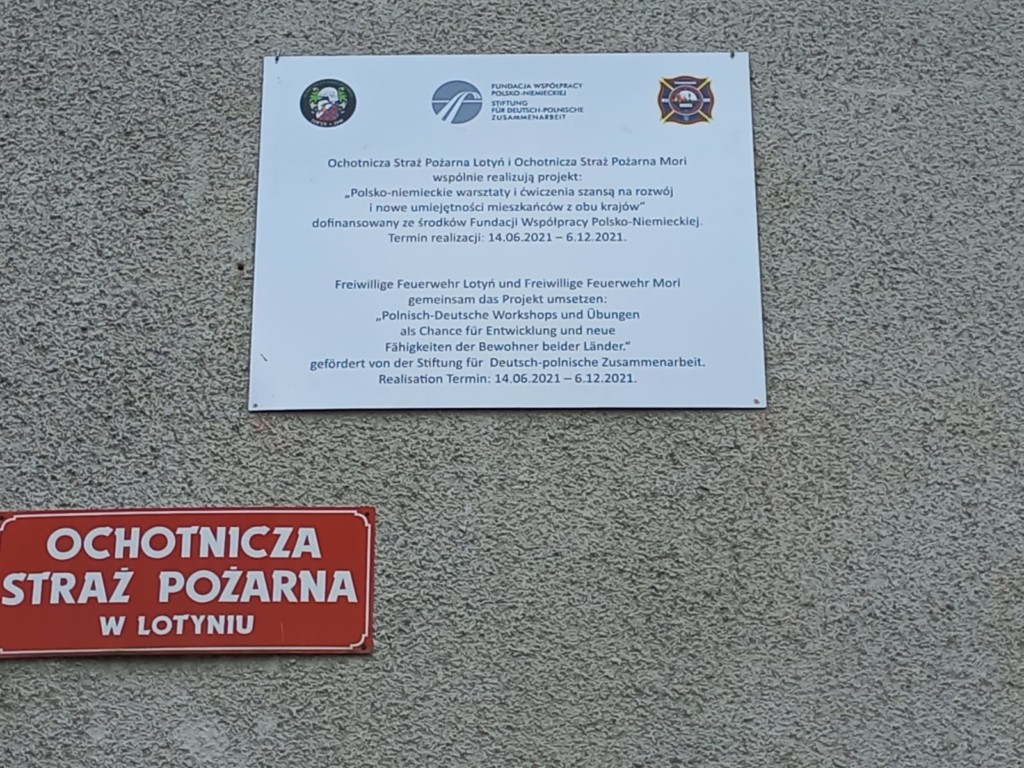 FUNDACJA WSPÓŁPRACY
POLSKO-NIEMIECKIEJ
STIFTUNG
FÜR DEUTSCH-POLNISCHE
ZUSAMMENARBEIT
Ochotnicza Straż Pożarna Lotyń i Ochotnicza Straż Pożarna Mori
wspólnie realizują projekt:
„Polsko-niemieckie warsztaty i ćwiczenia szansą na rozwój
i nowe umiejętności mieszkańców z obu krajów“
dofinansowany ze środków Fundacji Współpracy Polsko-Niemieckiej.
Termin realizacji: 14.06.2021 – 6.12.2021.
Freiwillige Feuerwehr Lotyń und Freiwillige Feuerwehr Mori
gemeinsam das Projekt umsetzen:
„Polnisch-Deutsche Workshops und Übungen
als Chance für Entwicklung und neue
Fähigkeiten der Bewohner beider Länder.“
gefördert von der Stiftung für Deutsch-polnische Zusammenarbeit.
Realisation Termin: 14.06.2021 – 6.12.2021.
OCHOTNICZA
STRAŻ POŻARNA
W LOTYNIU